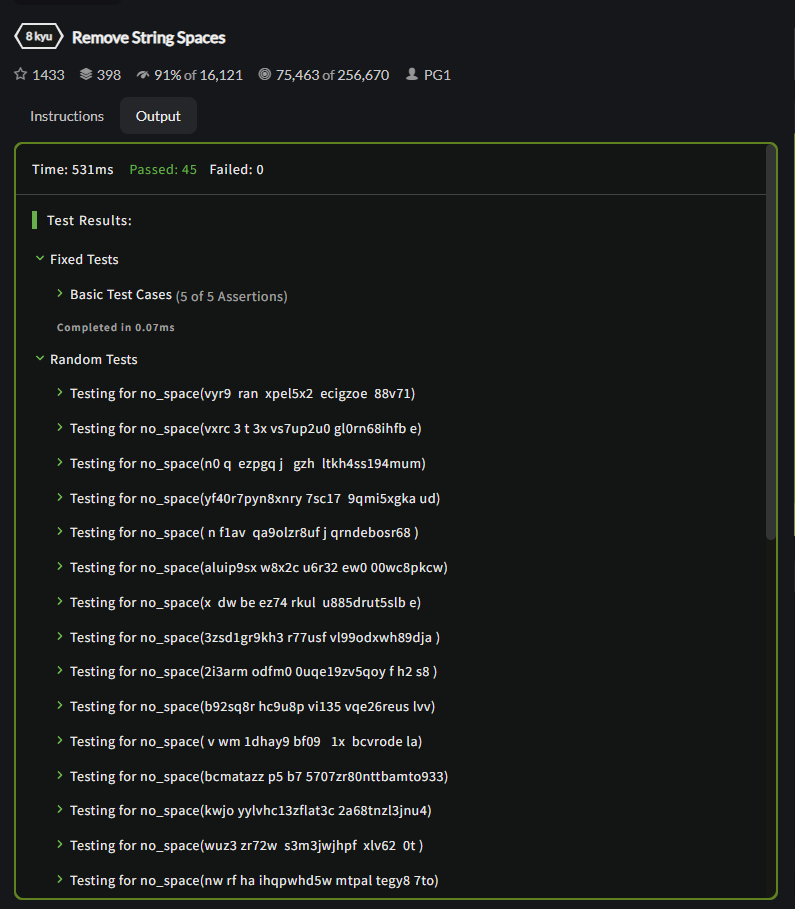 8 kyu Remove String Spaces
1433 398 91% of 16,121 75,463 of 256,670 PG1
Instructions Output
Time: 531ms Passed: 45 Failed: 0
Test Results:
Fixed Tests
Basic Test Cases (5 of 5 Assertions)
Completed in 0.07ms
Random Tests
Testing for no_space(vyr9  ran  xpel5x2  ecigzoe  88v71)
Testing for no_space(vxrc 3 t 3x vs7up2u0 gl0rn68ihfb e)
Testing for no_space(n0 q  ezpgq j   gzh  ltkh4ss194mum)
Testing for no_space(yf40r7pyn8xnry 7sc17  9qmi5xgka ud)
Testing for no_space( n f1av  qa9olzr8uf j qrndebosr68 )
Testing for no_space(aluip9sx w8x2c u6r32 ew0 00wc8pkcw)
Testing for no_space(x  dw be ez74 rkul  u885drut5slb e)
Testing for no_space(3zsd1gr9kh3 r77usf vl99odxwh89dja )
Testing for no_space(2i3arm odfm0 0uqe19zv5qoy f h2 s8 )
Testing for no_space(b92sq8r hc9u8p vi135 vqe26reus lvv)
Testing for no_space( v wm 1dhay9 bf09   1x  bcvrode la)
Testing for no_space(bcmatazz p5 b7 5707zr80nttbamto933)
Testing for no_space(kwjo yylvhc13zflat3c 2a68tnzl3jnu4)
Testing for no_space(wuz3 zr72w  s3m3jwjhpf  xlv62  0t )
Testing for no_space(nw rf ha ihqpwhd5w mtpal tegy8 7to)